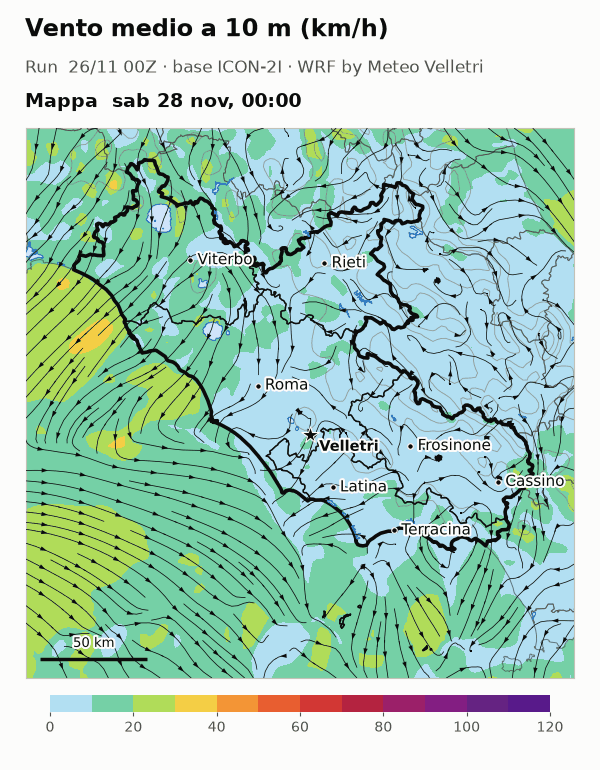 Vento medio a 10 m (km/h)
Run  26/11 00Z · base ICON-2I · WRF by Meteo Velletri
Mappa  sab 28 nov, 00:00
Viterbo
Rieti
Roma
Velletri
Frosinone
Latina
Cassino
Terracina
50 km
0 20 40 60 80 100 120